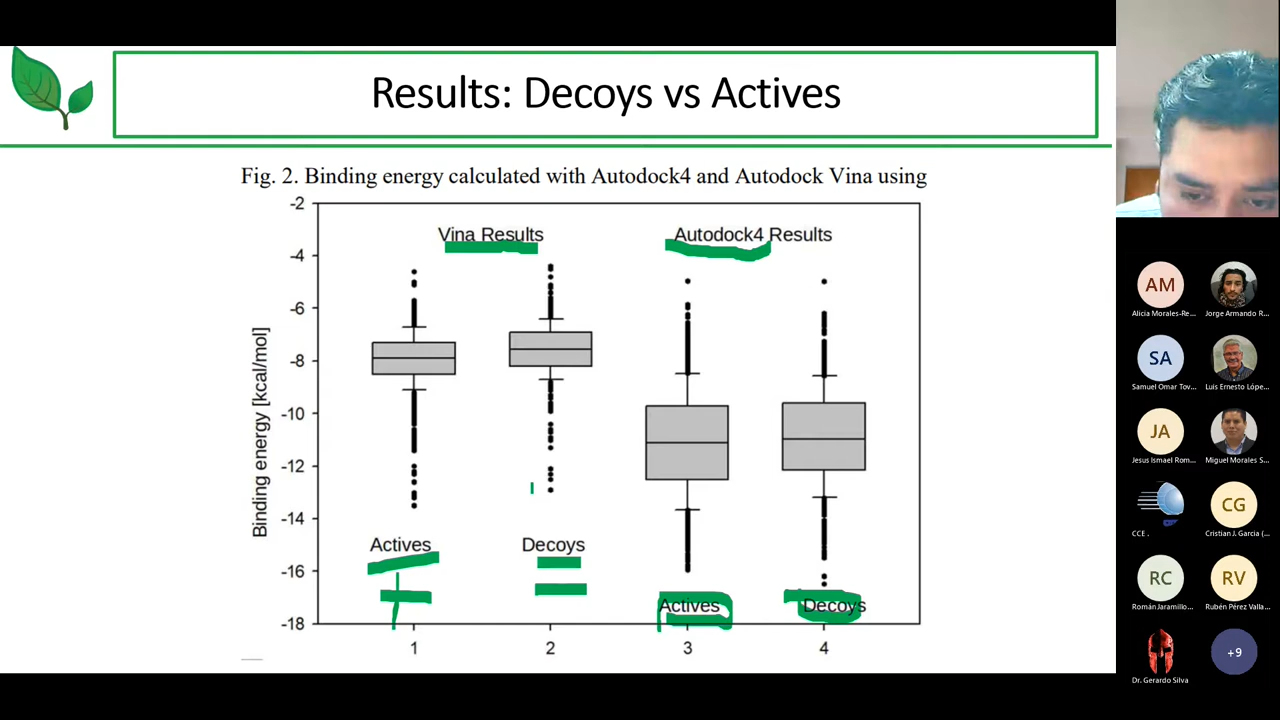 Results: Decoys vs Actives
Fig. 2. Binding energy calculated with Autodock4 and Autodock Vina using
-2
-4
-6
-8
-10
-12
-14
-16
-18
Binding energy [kcal/mol]
Vina Results
Autodock4 Results
Actives
Decoys
Actives
Decoys
1
2
3
4
AM
Alicia Morales-Re...
Jorge Armando R...
SA
Samuel Omar Tov...
Luis Ernesto Lópe...
JA
Jesus Ismael Rom...
Miguel Morales S...
CCE .
CG
Cristian J. Garcia (...
RC
Román Jaramillo...
RV
Rubén Pérez Valla...
Dr. Gerardo Silva
+9